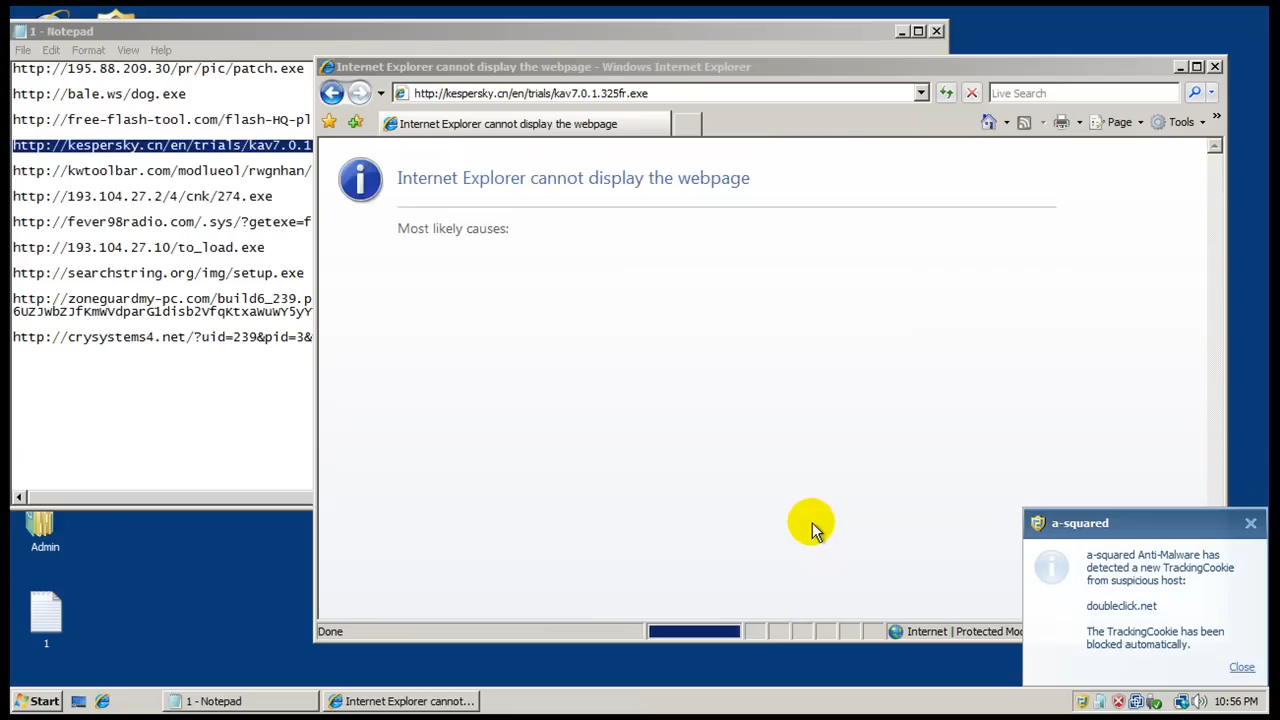 1 - Notepad
File Edit Format View Help
http://195.88.209.30/pr/pic/patch.exe
http://bale.ws/dog.exe
http://free-flash-tool.com/flash-HQ-pl
http://kespersky.cn/en/trials/kav7.0.1
http://kwtoolbar.com/modlueol/rwgnhan/
http://193.104.27.2/4/cnk/274.exe
http://fever98radio.com/.sys/?getexe=f
http://193.104.27.10/to_load.exe
http://searchstring.org/img/setup.exe
http://zoneguardmy-pc.com/build6_239.p
6UZJWbZJfKmWVdparG1disb2VfqKtxaWuWY5yY
http://crysystems4.net/?uid=239&pid=3&
Internet Explorer cannot display the webpage - Windows Internet Explorer
http://kespersky.cn/en/trials/kav7.0.1.325fr.exe
Live Search
Internet Explorer cannot display the webpage
Page Tools
Internet Explorer cannot display the webpage
Most likely causes:
Done
Internet | Protected Mod
a-squared
a-squared Anti-Malware has
detected a new TrackingCookie
from suspicious host:
doubleclick.net
The TrackingCookie has been
blocked automatically.
Close
Admin
1
Start
1 - Notepad
Internet Explorer cannot...
10:56 PM